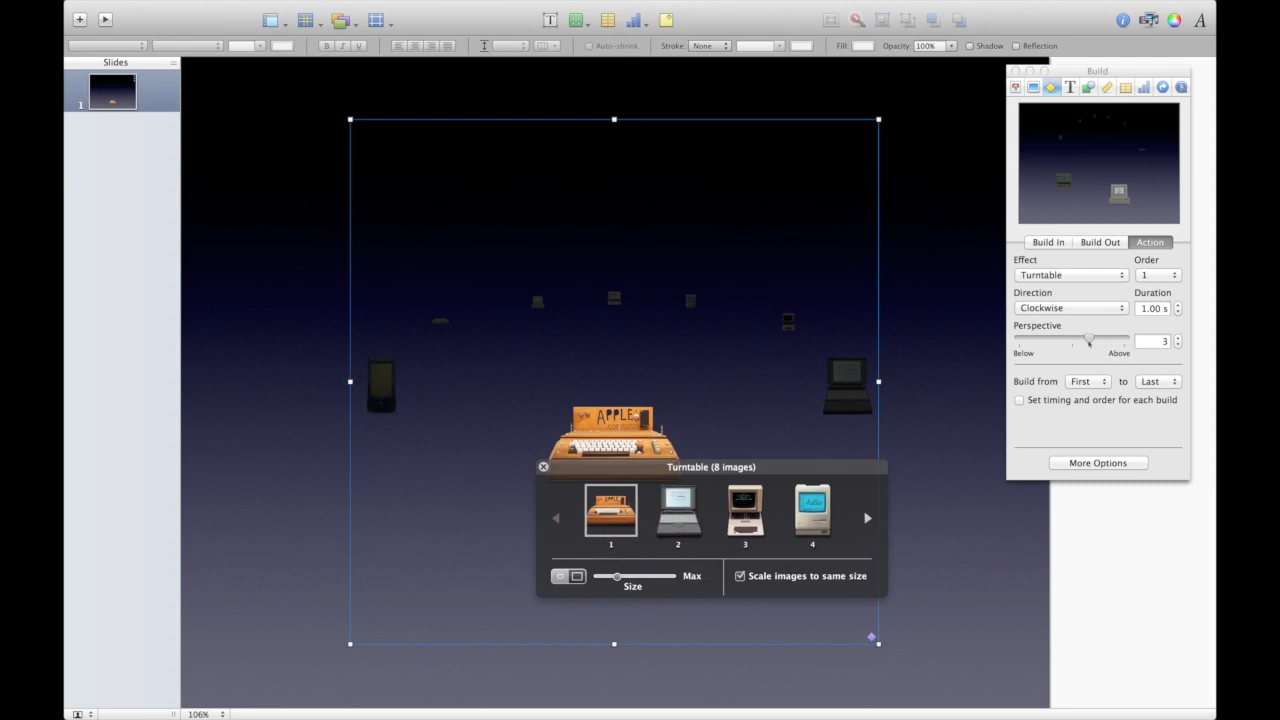 T
A
B I U
Auto-shrink
Stroke: None
Fill:
Opacity: 100%
Shadow
Reflection
Slides
1
Build
T
Build In
Build Out
Action
Effect
Order
Turntable
1
Direction
Duration
Clockwise
1.00 s
Perspective
3
Below
Above
Build from First to Last
Set timing and order for each build
More Options
APPLE
Turntable (8 images)
APPLE
1
2
3
4
Size
Max
Scale images to same size
106%